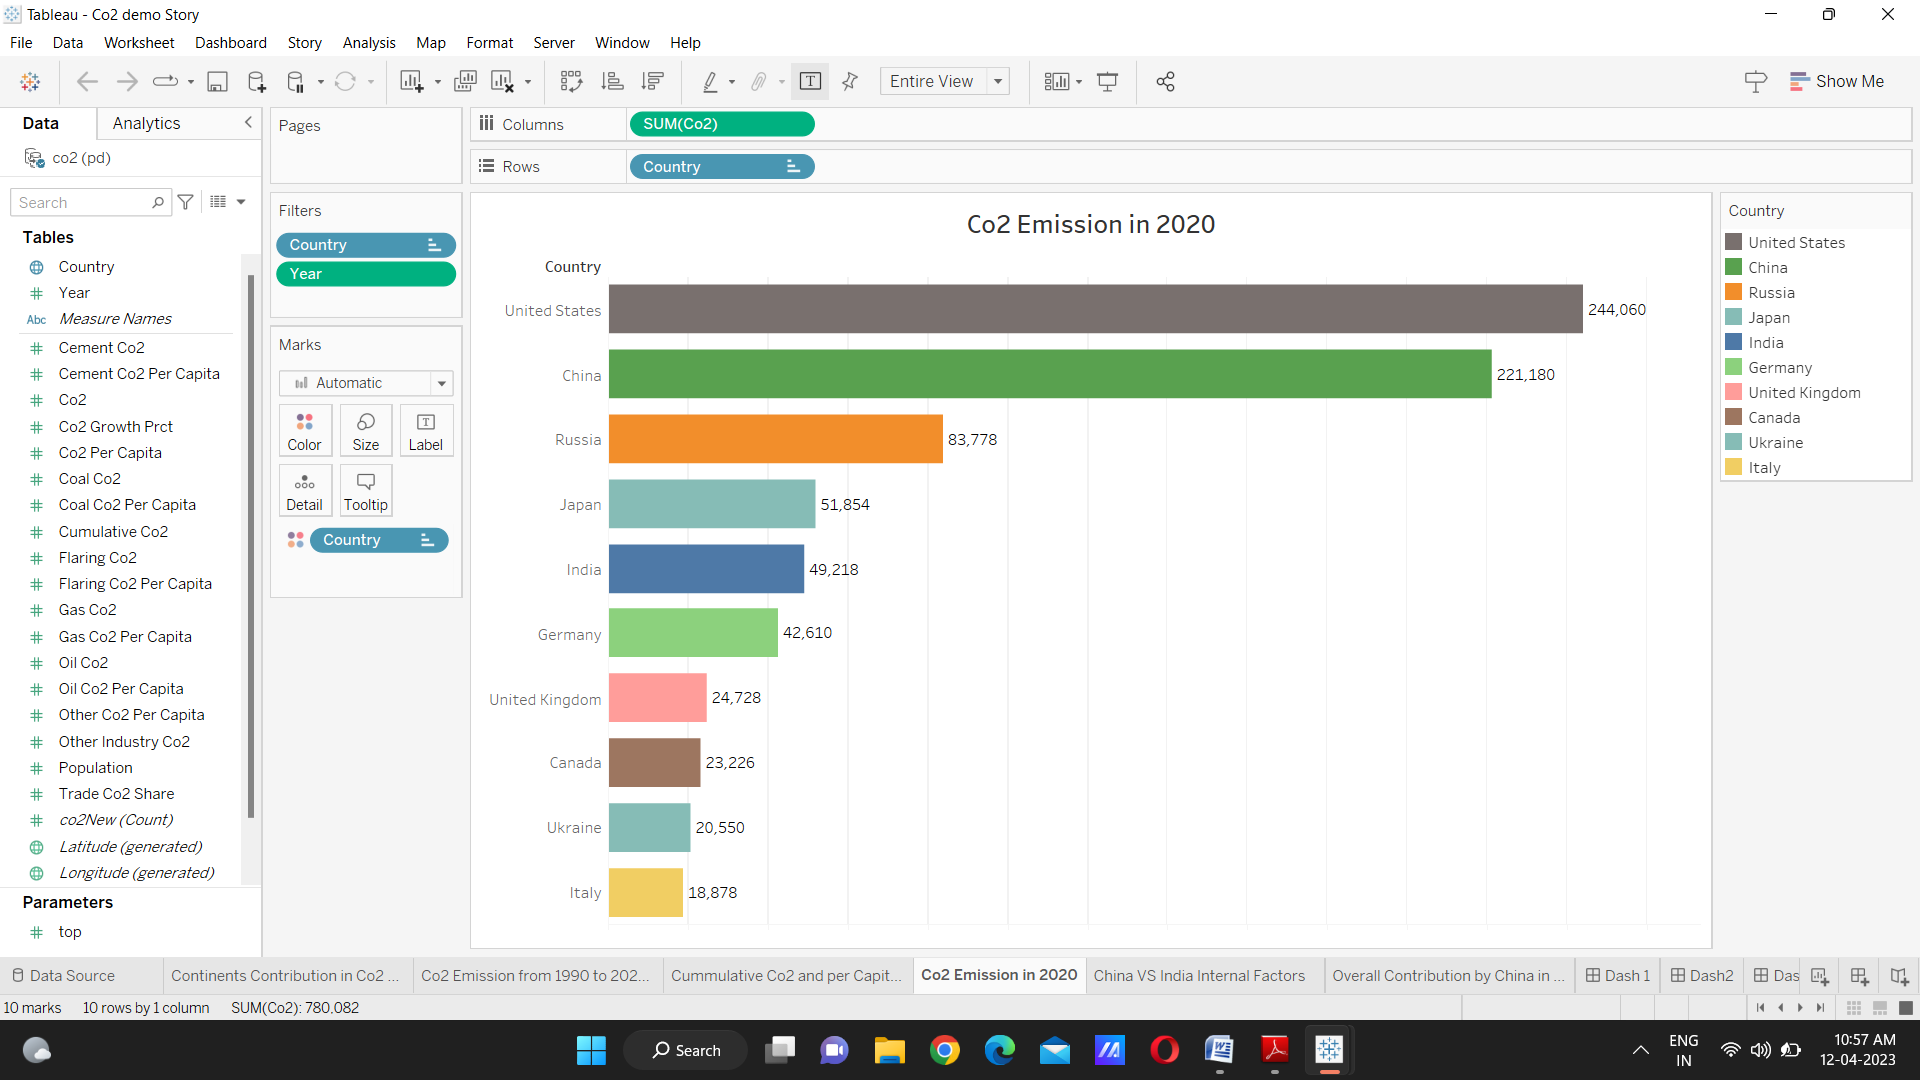 Tableau - Co2 demo Story
File Data Worksheet Dashboard Story Analysis Map Format Server Window Help
T Entire View Show Me
Data Analytics
co2 (pd)
Search
Tables
Country
Year
Abc Measure Names
Cement Co2
Cement Co2 Per Capita
Co2
Co2 Growth Prct
Co2 Per Capita
Coal Co2
Coal Co2 Per Capita
Cumulative Co2
Flaring Co2
Flaring Co2 Per Capita
Gas Co2
Gas Co2 Per Capita
Oil Co2
Oil Co2 Per Capita
Other Co2 Per Capita
Other Industry Co2
Population
Trade Co2 Share
co2New (Count)
Latitude (generated)
Longitude (generated)
Parameters
top
Pages
Filters
Country
Year
Marks
Automatic
Color Size Label
Detail Tooltip
Country
Columns SUM(Co2)
Rows Country
Co2 Emission in 2020
Country
United States 244,060
China 221,180
Russia 83,778
Japan 51,854
India 49,218
Germany 42,610
United Kingdom 24,728
Canada 23,226
Ukraine 20,550
Italy 18,878
Country
United States
China
Russia
Japan
India
Germany
United Kingdom
Canada
Ukraine
Italy
Data Source Continents Contribution in Co2 ... Co2 Emission from 1990 to 202... Cummulative Co2 and per Capit... Co2 Emission in 2020 China VS India Internal Factors Overall Contribution by China in ... Dash 1 Dash2 Das
10 marks 10 rows by 1 column SUM(Co2): 780,082
Search
ENG
IN
10:57 AM
12-04-2023